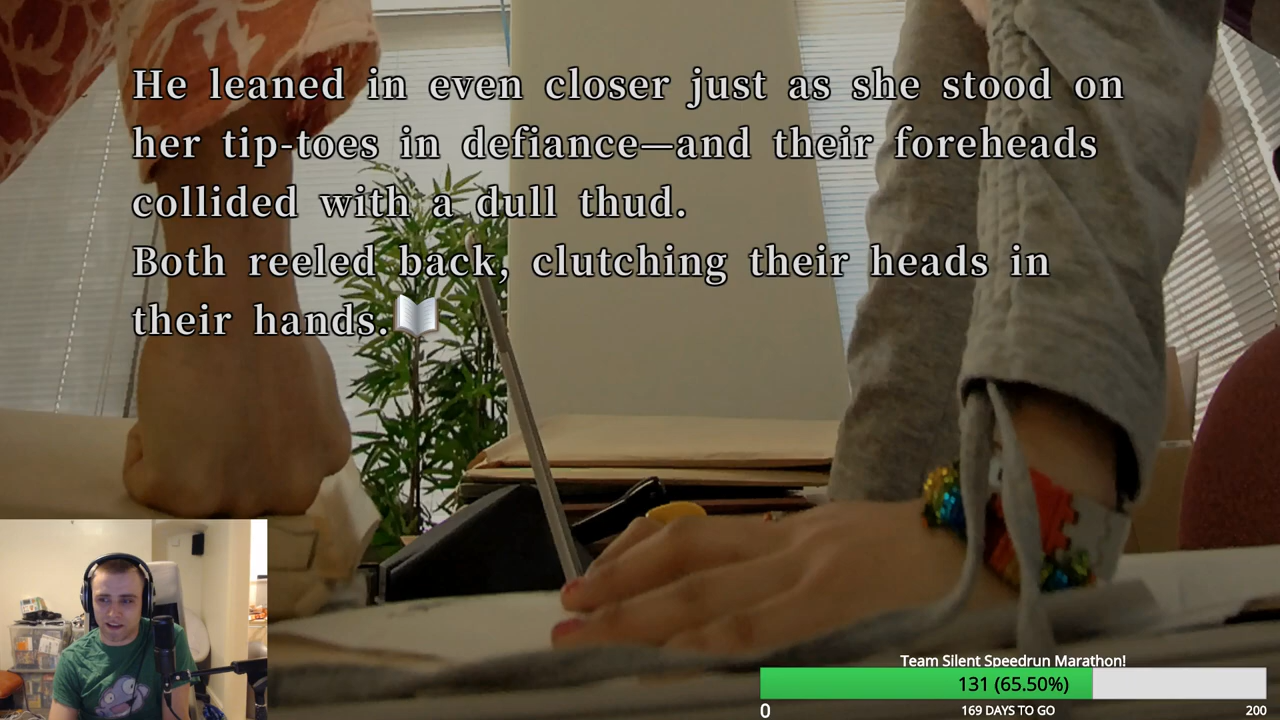 He leaned in even closer just as she stood on
her tip-toes in defiance—and their foreheads
collided with a dull thud.
Both reeled back, clutching their heads in
their hands.
Team Silent Speedrun Marathon!
131 (65.50%)
0 169 DAYS TO GO 200